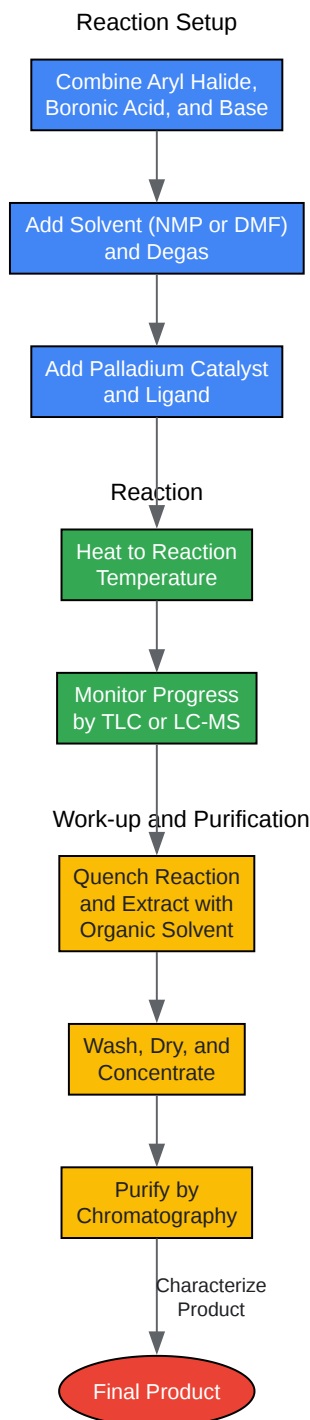 Reaction Setup
Combine Aryl Halide,
Boronic Acid, and Base
Add Solvent (NMP or DMF)
and Degas
Add Palladium Catalyst
and Ligand
Reaction
Heat to Reaction
Temperature
Monitor Progress
by TLC or LC-MS
Work-up and Purification
Quench Reaction
and Extract with
Organic Solvent
Wash, Dry, and
Concentrate
Purify by
Chromatography
Characterize
Product
Final Product